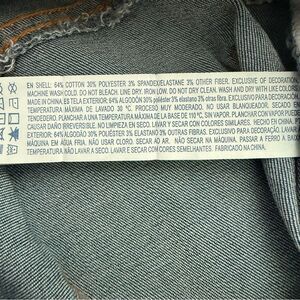 EN SHELL: 64% COTTON 30% POLYESTER 3% SPANDEX/ELASTANE 3% OTHER FIBER, EXCLUSIVE OF DECORATION
MACHINE WASH COLD. DO NOT BLEACH. LINE DRY. IRON LOW. DO NOT DRY CLEAN. WASH AND DRY WITH LIKE COLORS.
MADE IN CHINA. ES TELA EXTERIOR: 64% ALGODÓN 30% poliéster 3% elastano 3% otras fibra. EXCLUSIVO PARA DECORACIÓN
TEMPERATURA MÁXIMA DE LAVADO 30 °C. PROCESO MUY MODERADO. NO USAR BLANQUEADOR. SECADO EN
TENDEDERO. PLANCHAR A UNA TEMPERATURA MÁXIMA DE LA BASE DE 110 °C, SIN VAPOR. PLANCHAR CON VAPOR PUEDE
CAUSAR DAÑO IRREVERSIBLE. NO LIMPIEZA EN SECO. LAVAR Y SECAR CON COLORES SIMILARES. HECHO EN CHINA.
EXTERIOR: 64% ALGODÃO 30% POLIÉSTER 3% ELASTANO 3% OUTRAS FIBRAS. EXCLUSIVO PARA DECORAÇÃO. LAVAR
MÁQUINA EM ÁGUA FRIA. NÃO USAR CLORO. SECAR AO AR. NÃO PASSAR A
TEMPERATURA. NÃO LAVAR A SECO. LAVAR E SECAR COM CORES SEMELHANTES. FABRICADO NA CHINA.